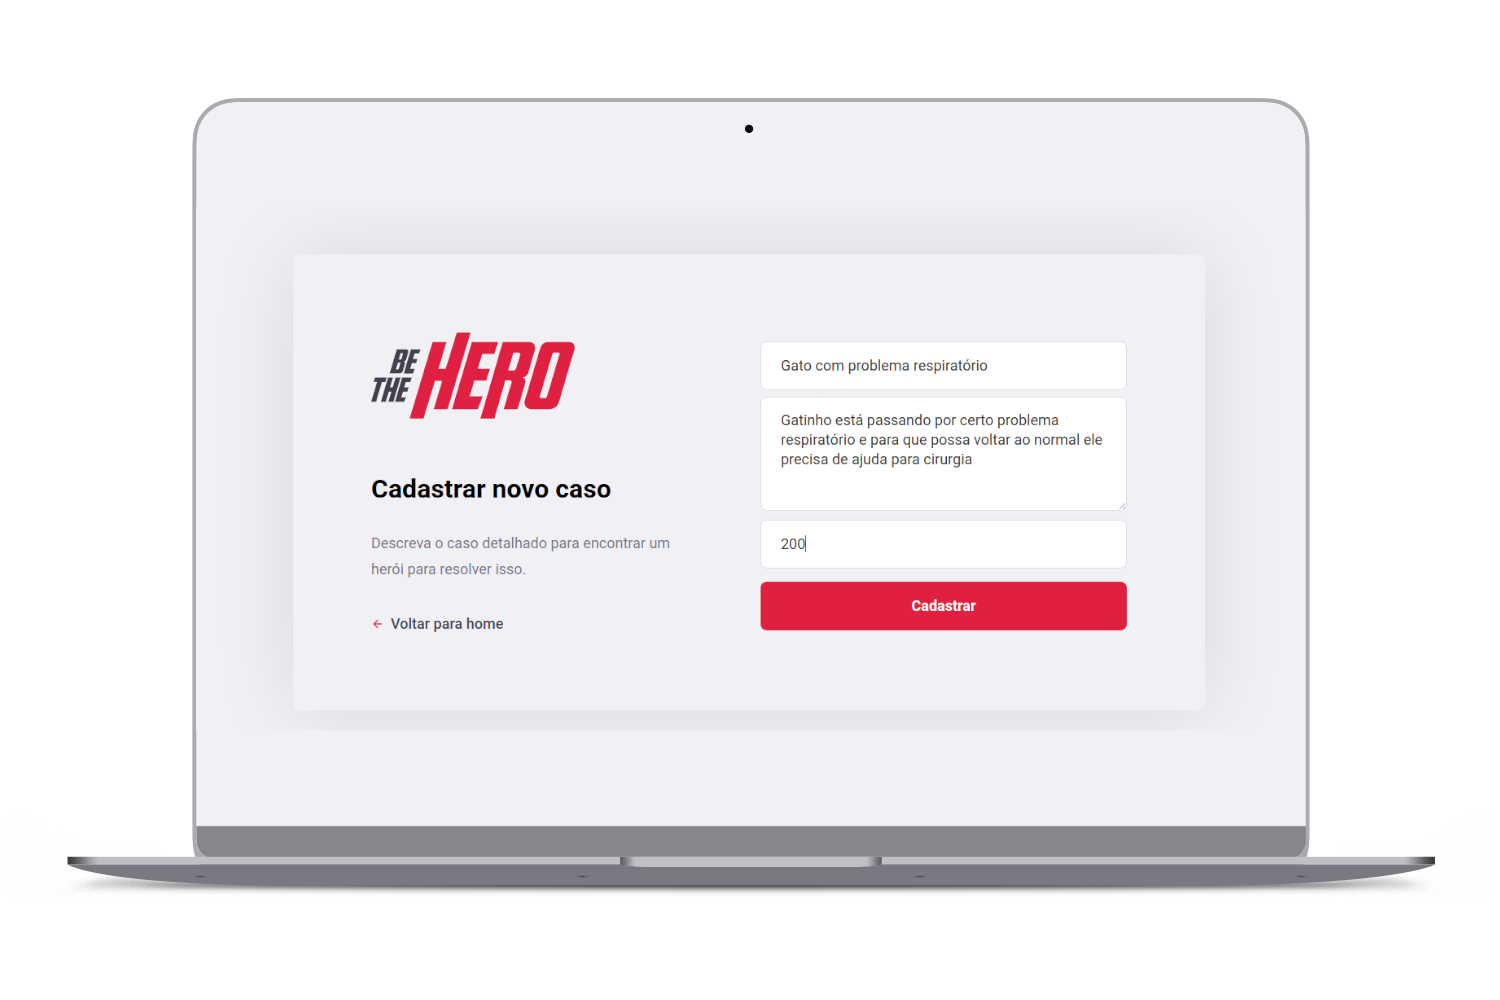 BE
THE
HERO
Cadastrar novo caso
Descreva o caso detalhado para encontrar um
herói para resolver isso.
← Voltar para home
Gato com problema respiratório
Gatinho está passando por certo problema
respiratório e para que possa voltar ao normal ele
precisa de ajuda para cirurgia
200
Cadastrar